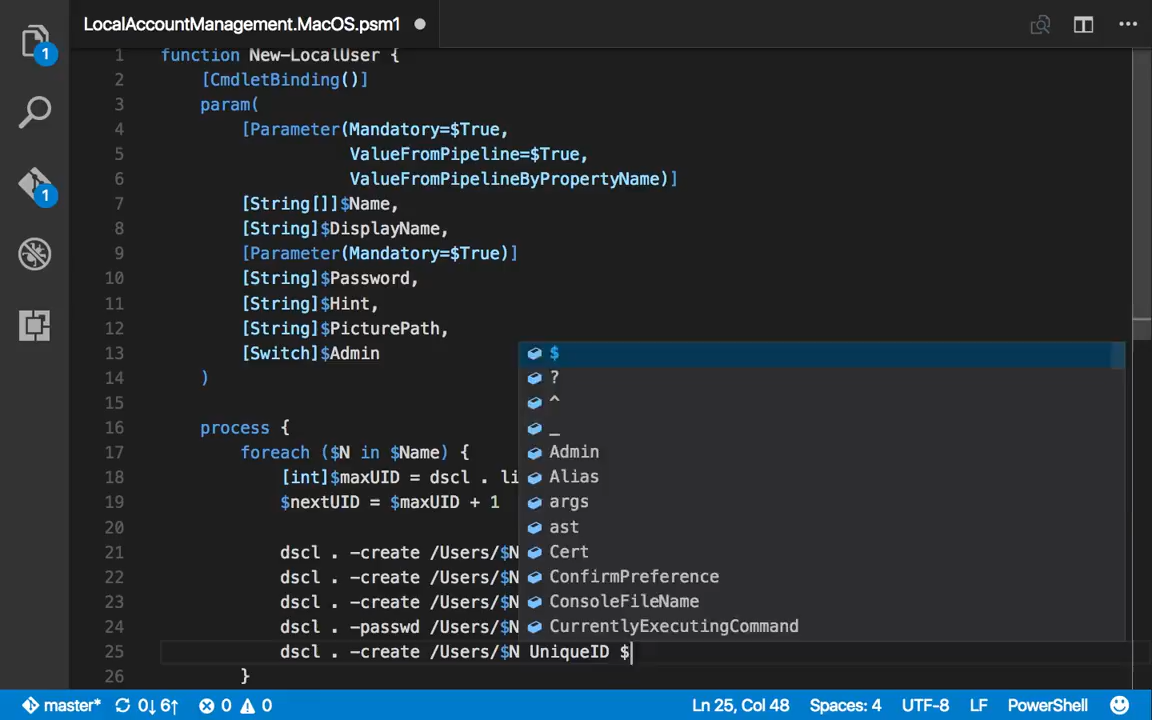 LocalAccountManagement.MacOS.psm1
1
1
1 function New-LocalUser {
2 [CmdletBinding()]
3 param(
4 [Parameter(Mandatory=$True,
5 ValueFromPipeline=$True,
6 ValueFromPipelineByPropertyName)]
7 [String[]]$Name,
8 [String]$DisplayName,
9 [Parameter(Mandatory=$True)]
10 [String]$Password,
11 [String]$Hint,
12 [String]$PicturePath,
13 [Switch]$Admin
14 )
15
16 process {
17 foreach ($N in $Name) {
18 [int]$maxUID = dscl . li
19 $nextUID = $maxUID + 1
20
21 dscl . -create /Users/$N
22 dscl . -create /Users/$N
23 dscl . -create /Users/$N
24 dscl . -passwd /Users/$N
25 dscl . -create /Users/$N UniqueID $
26 }
$
?
^
_
Admin
Alias
args
ast
Cert
ConfirmPreference
ConsoleFileName
CurrentlyExecutingCommand
master* 0↓ 6↑ 0 0 Ln 25, Col 48 Spaces: 4 UTF-8 LF PowerShell